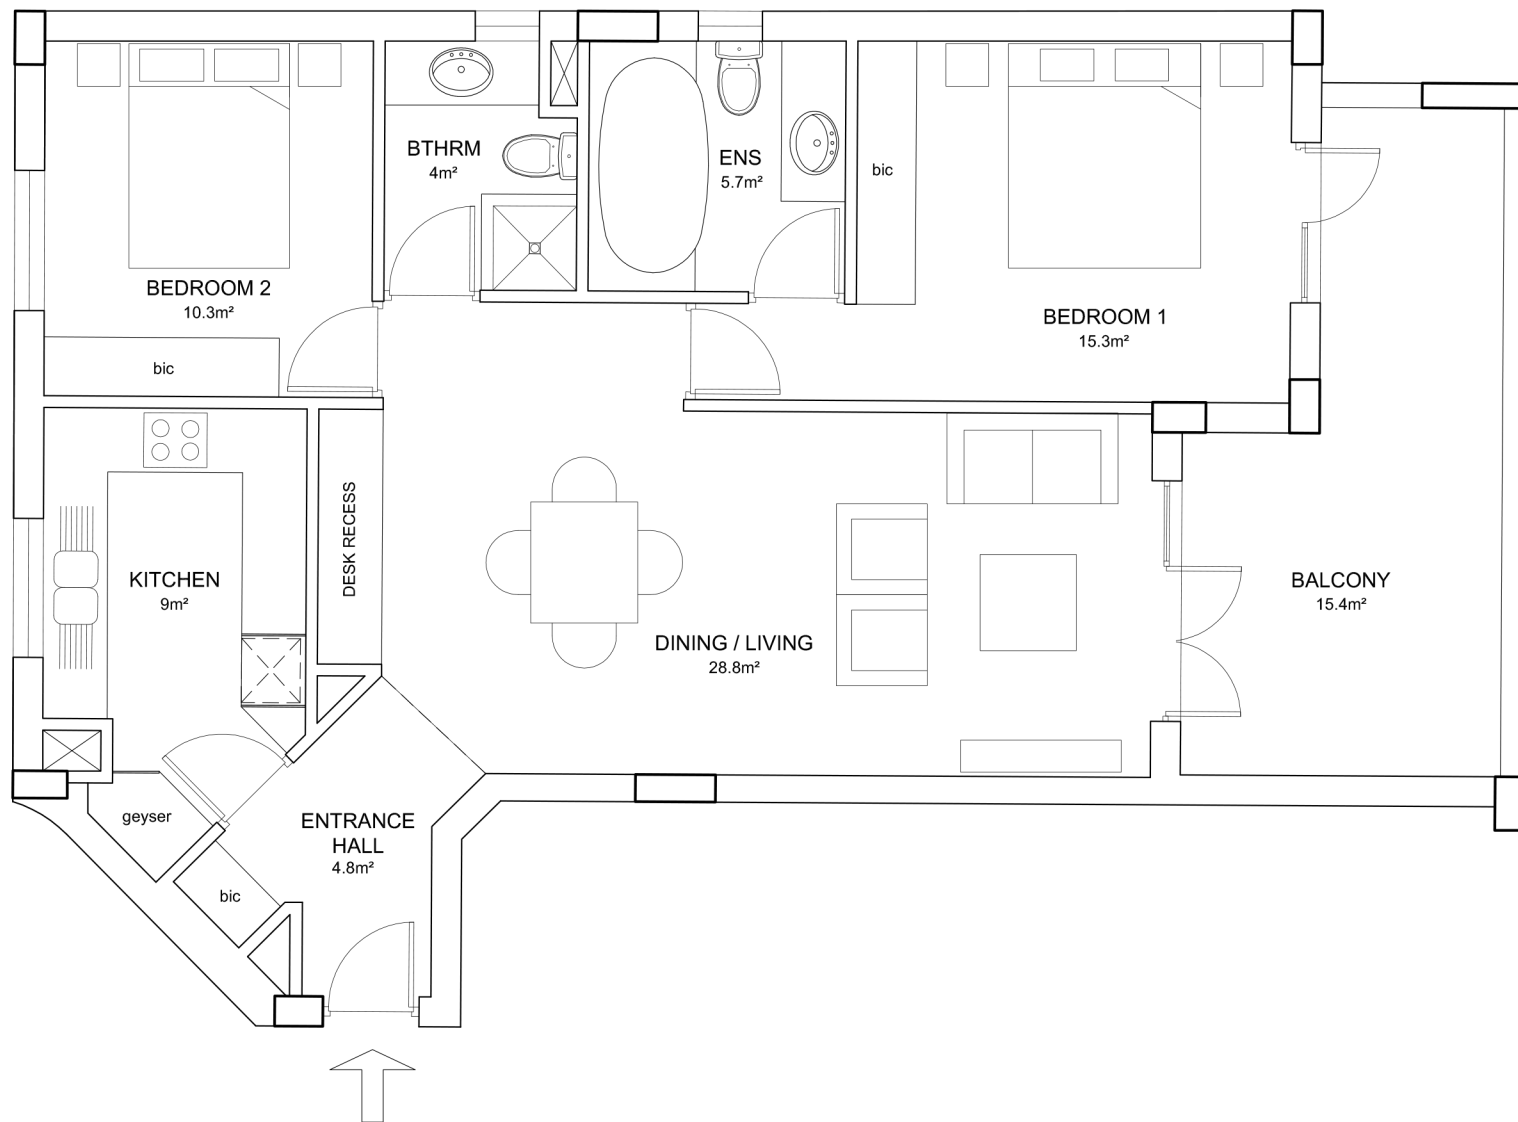 BTHRM
4m²
ENS
5.7m²
bic
BEDROOM 2
10.3m²
BEDROOM 1
15.3m²
bic
DESK RECESS
KITCHEN
9m²
BALCONY
15.4m²
DINING / LIVING
28.8m²
geyser
ENTRANCE
HALL
4.8m²
bic